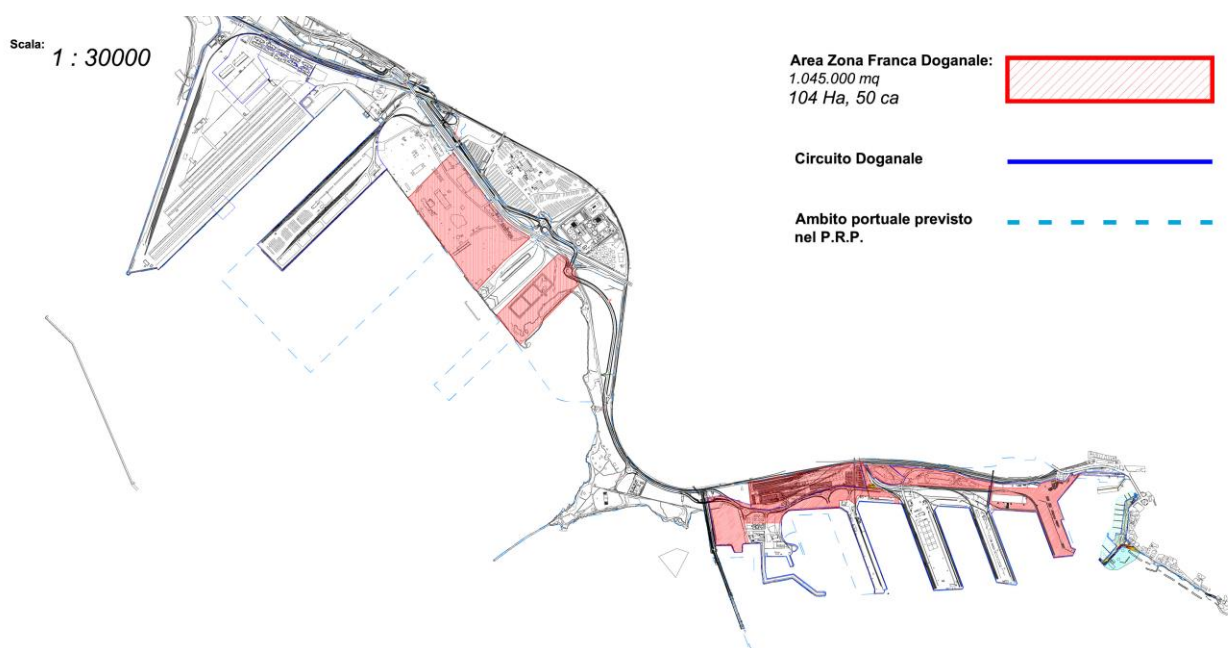 Scala: 1 : 30000
Area Zona Franca Doganale:
1.045.000 mq
104 Ha, 50 ca
Circuito Doganale
Ambito portuale previsto
nel P.R.P.